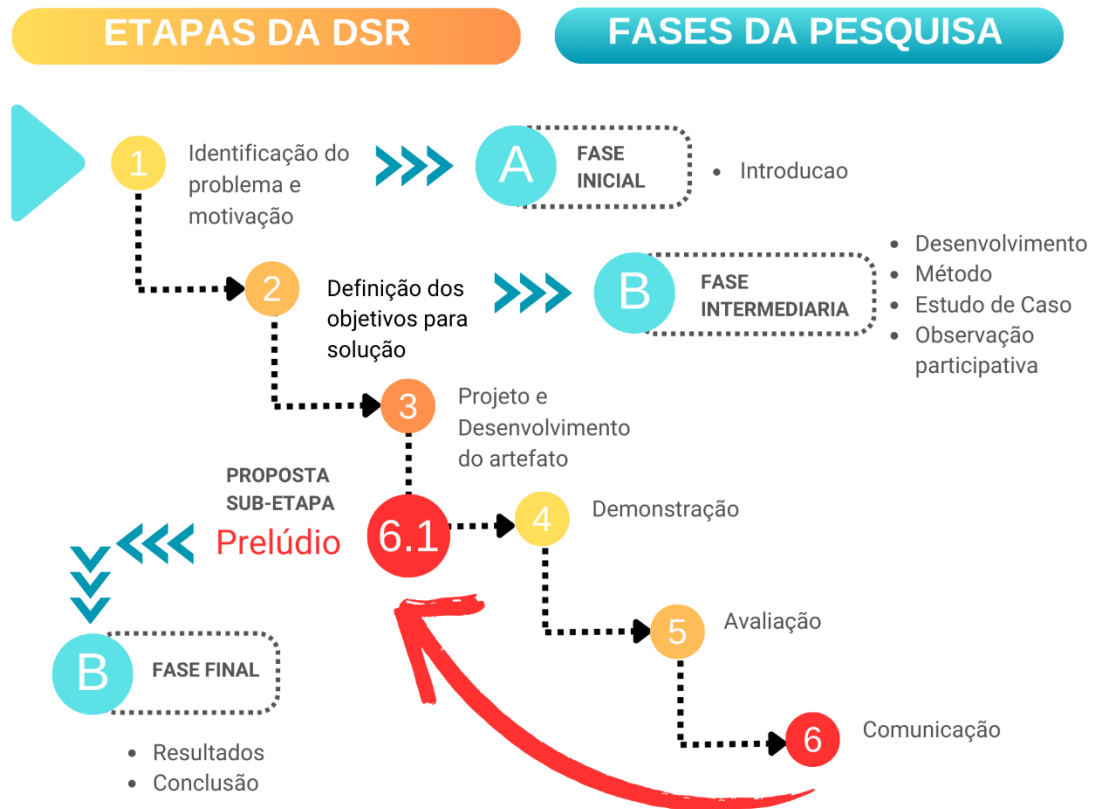 ETAPAS DA DSR
FASES DA PESQUISA
1
Identificação do
problema e
motivação
A
FASE
INICIAL
• Introducao
2
Definição dos
objetivos para
solução
B
FASE
INTERMEDIARIA
• Desenvolvimento
• Método
• Estudo de Caso
• Observação
participativa
3
Projeto e
Desenvolvimento
do artefato
PROPOSTA
SUB-ETAPA
Prelúdio
6.1
4
Demonstração
5
Avaliação
B
FASE FINAL
• Resultados
• Conclusão
6
Comunicação